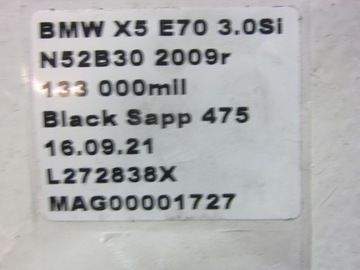 BMW X5 E70 3.0Si
N52B30 2009r
133 000mil
Black Sapp 475
16.09.21
L272838X
MAG00001727